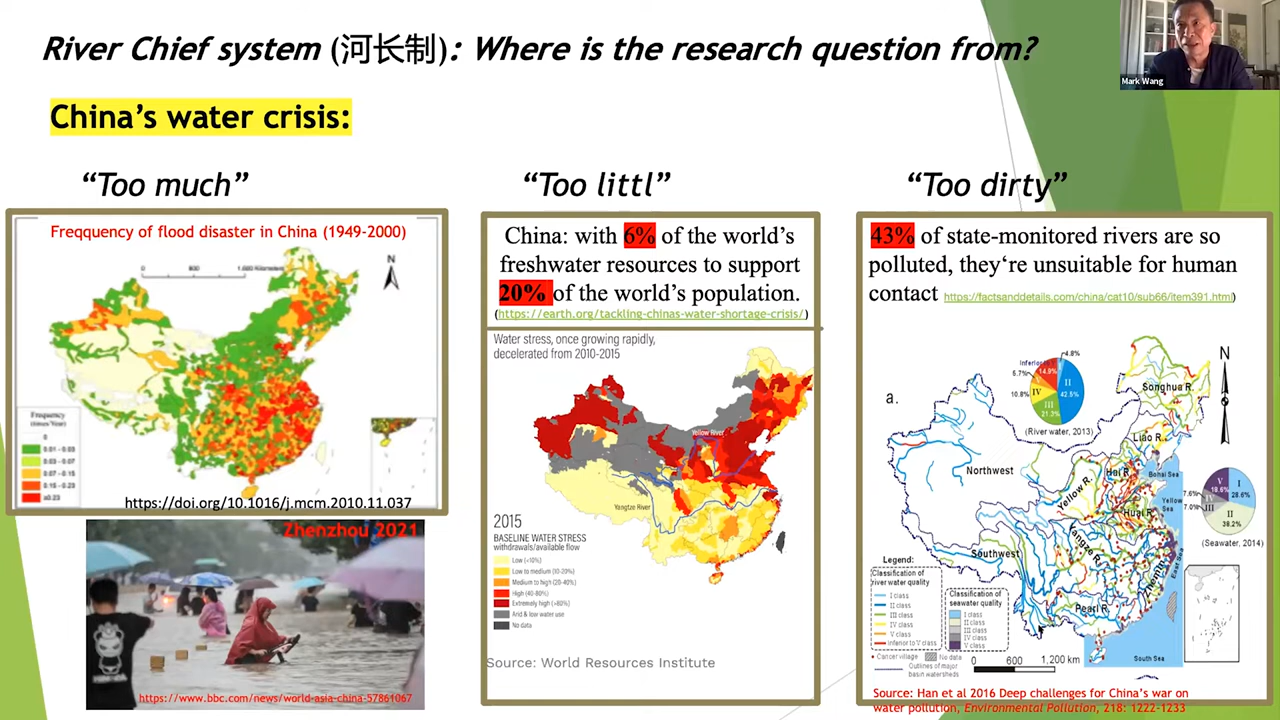 River Chief system (河长制): Where is the research question from?
Mark Wang
China's water crisis:
“Too much”
“Too littl”
“Too dirty”
Freqquency of flood disaster in China (1949-2000)
0 800 1,600 Kilometers
N
Frequency
(times/Year)
0
0.01 - 0.03
0.03 - 0.07
0.07 - 0.15
0.15 - 0.23
≥0.23
https://doi.org/10.1016/j.mcm.2010.11.037
Zhenzhou 2021
https://www.bbc.com/news/world-asia-china-57861067
China: with 6% of the world's
freshwater resources to support
20% of the world's population.
(https://earth.org/tackling-chinas-water-shortage-crisis/)
Water stress, once growing rapidly,
decelerated from 2010-2015
Yellow River
Yangtze River
2015
BASELINE WATER STRESS
withdrawals/available flow
Low (<10%)
Low to medium (10-20%)
Medium to high (20-40%)
High (40-80%)
Extremely high (>80%)
Arid & low water use
No data
Source: World Resources Institute
43% of state-monitored rivers are so
polluted, they‘re unsuitable for human
contact https://factsanddetails.com/china/cat10/sub66/item391.html)
a.
4.8%
14.9%
5.7%
II
42.5%
IV
10.8%
III
21.3%
(River water, 2013)
N
Songhua R.
Liao R.
Northwest
Hai R.
Bohai Sea
Yellow R.
Yellow
Sea
Huai R.
V
I
7.6%
18.6%
28.6%
IV
7.0%
III
II
38.2%
(Seawater, 2014)
Southwest
Yangtze R.
East Sea
Pearl R.
South Sea
Legend:
Classification of
river water quality
I class
II class
III class
IV class
V class
Inferior to V class
Classification of
seawater quality
I class
II class
III class
IV class
V class
Cancer village
No data
Outlines of major
basin watersheds
0 600 1,200 km
Source: Han et al 2016 Deep challenges for China's war on
water pollution, Environmental Pollution, 218: 1222-1233